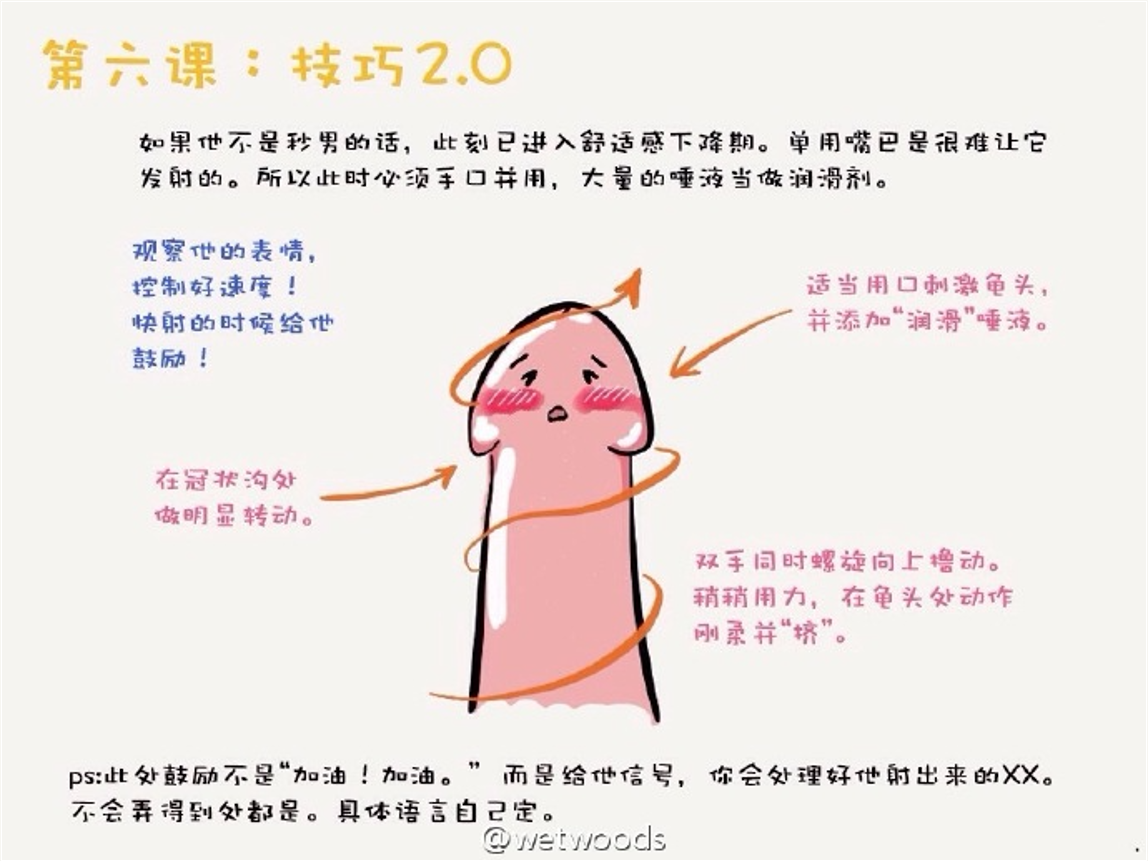 第六课：技巧2.0
如果他不是秒男的话，此刻已进入舒适感下降期。单用嘴巴是很难让它
发射的。所以此时必须手口并用，大量的唾液当做润滑剂。
观察他的表情，
控制好速度！
快射的时候给他
鼓励！
适当用口刺激龟头，
并添加“润滑”唾液。
在冠状沟处
做明显转动。
双手同时螺旋向上撸动。
稍稍用力，在龟头处动作
刚柔并“挤”。
ps:此处鼓励不是“加油！加油。” 而是给他信号，你会处理好他射出来的XX。
不会弄得到处都是。具体语言自己定。
@wetwoods